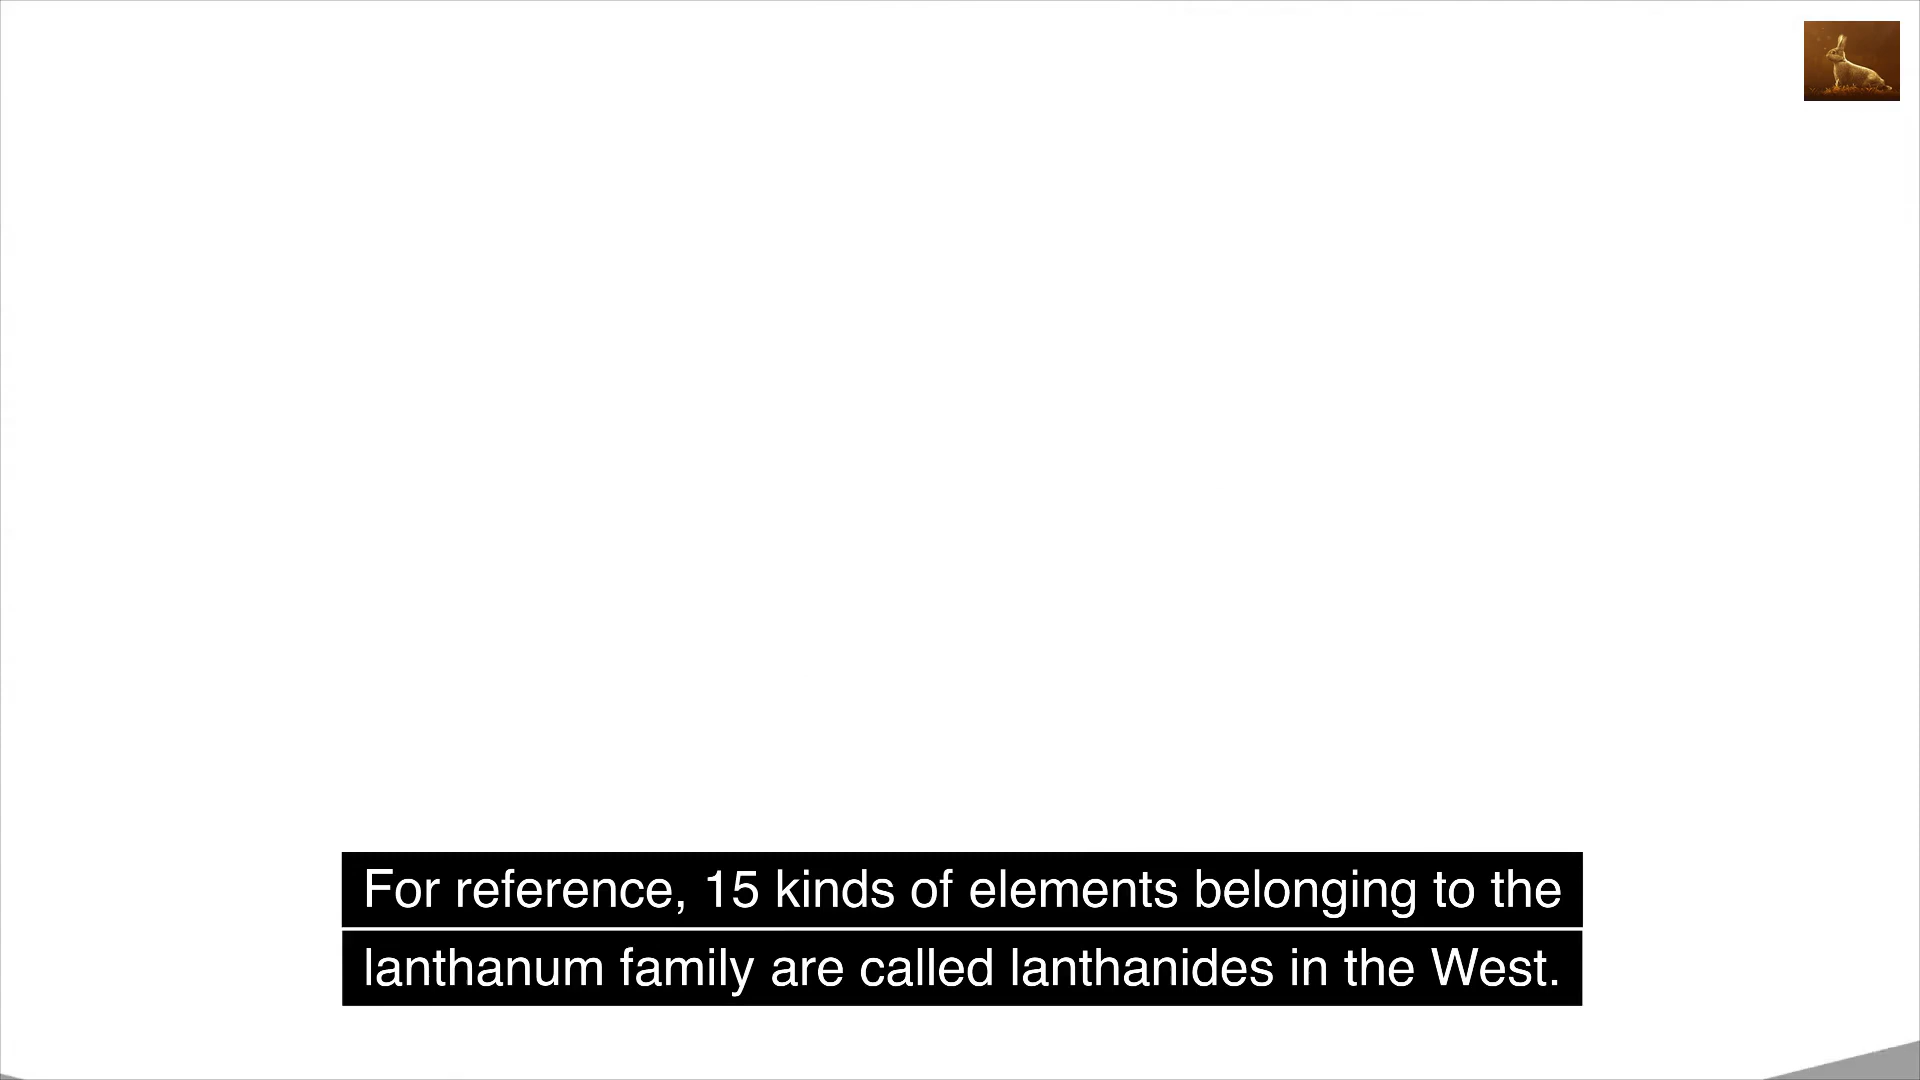 For reference, 15 kinds of elements belonging to the
lanthanum family are called lanthanides in the West.